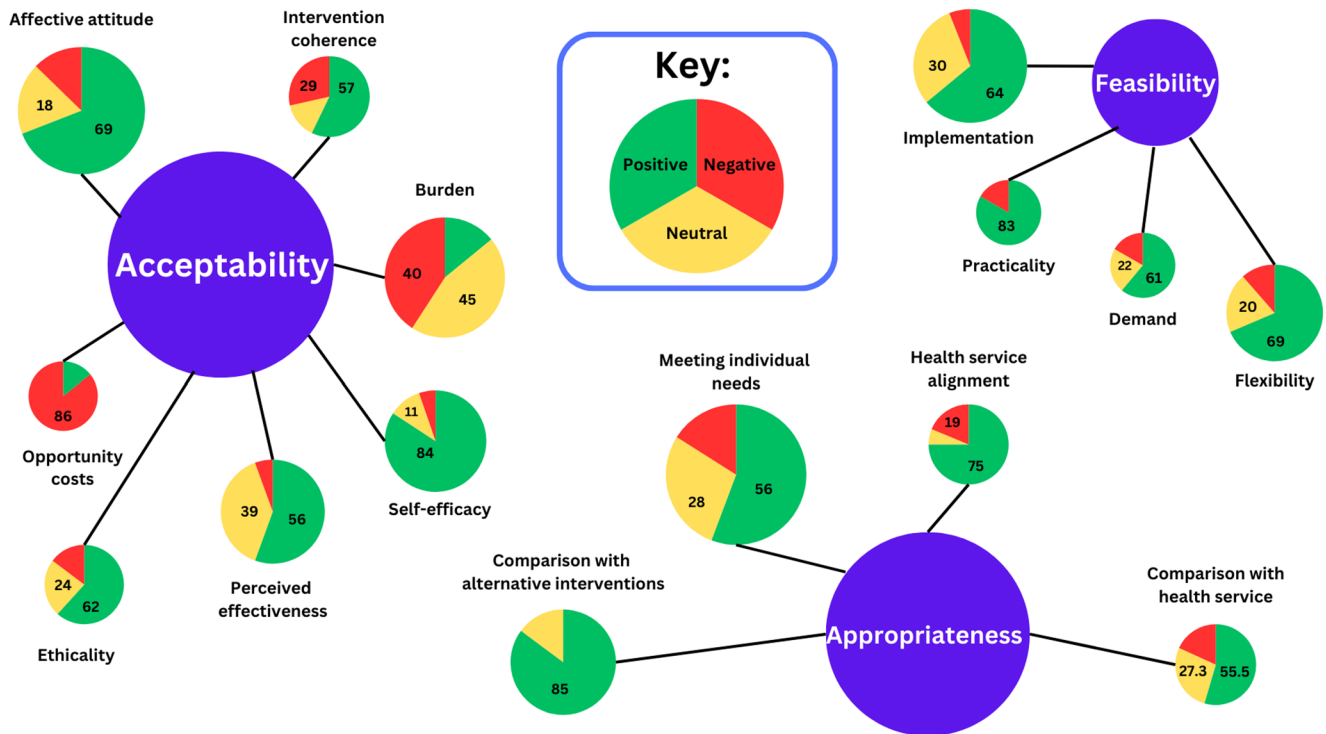 Affective attitude
18
69
Intervention
coherence
29
57
Burden
40
45
Acceptability
Opportunity
costs
86
Ethicality
24
62
Perceived
effectiveness
39
56
Self-efficacy
11
84
Key:
Positive
Negative
Neutral
Feasibility
Implementation
30
64
Practicality
83
Demand
22
61
Flexibility
20
69
Meeting individual
needs
28
56
Health service
alignment
19
75
Comparison with
alternative interventions
85
Appropriateness
Comparison with
health service
27.3
55.5